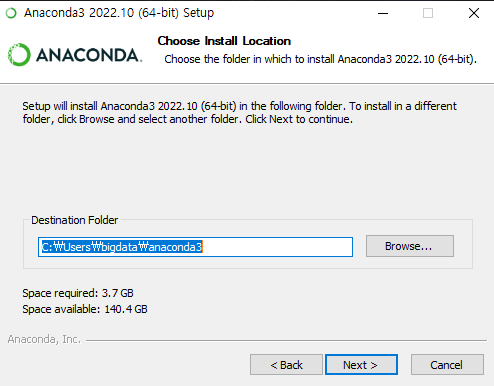 Anaconda3 2022.10 (64-bit) Setup
ANACONDA.
Choose Install Location
Choose the folder in which to install Anaconda3 2022.10 (64-bit).
Setup will install Anaconda3 2022.10 (64-bit) in the following folder. To install in a different
folder, click Browse and select another folder. Click Next to continue.
Destination Folder
C:₩Users₩bigdata₩anaconda3
Browse...
Space required: 3.7 GB
Space available: 140.4 GB
Anaconda, Inc.
< Back
Next >
Cancel